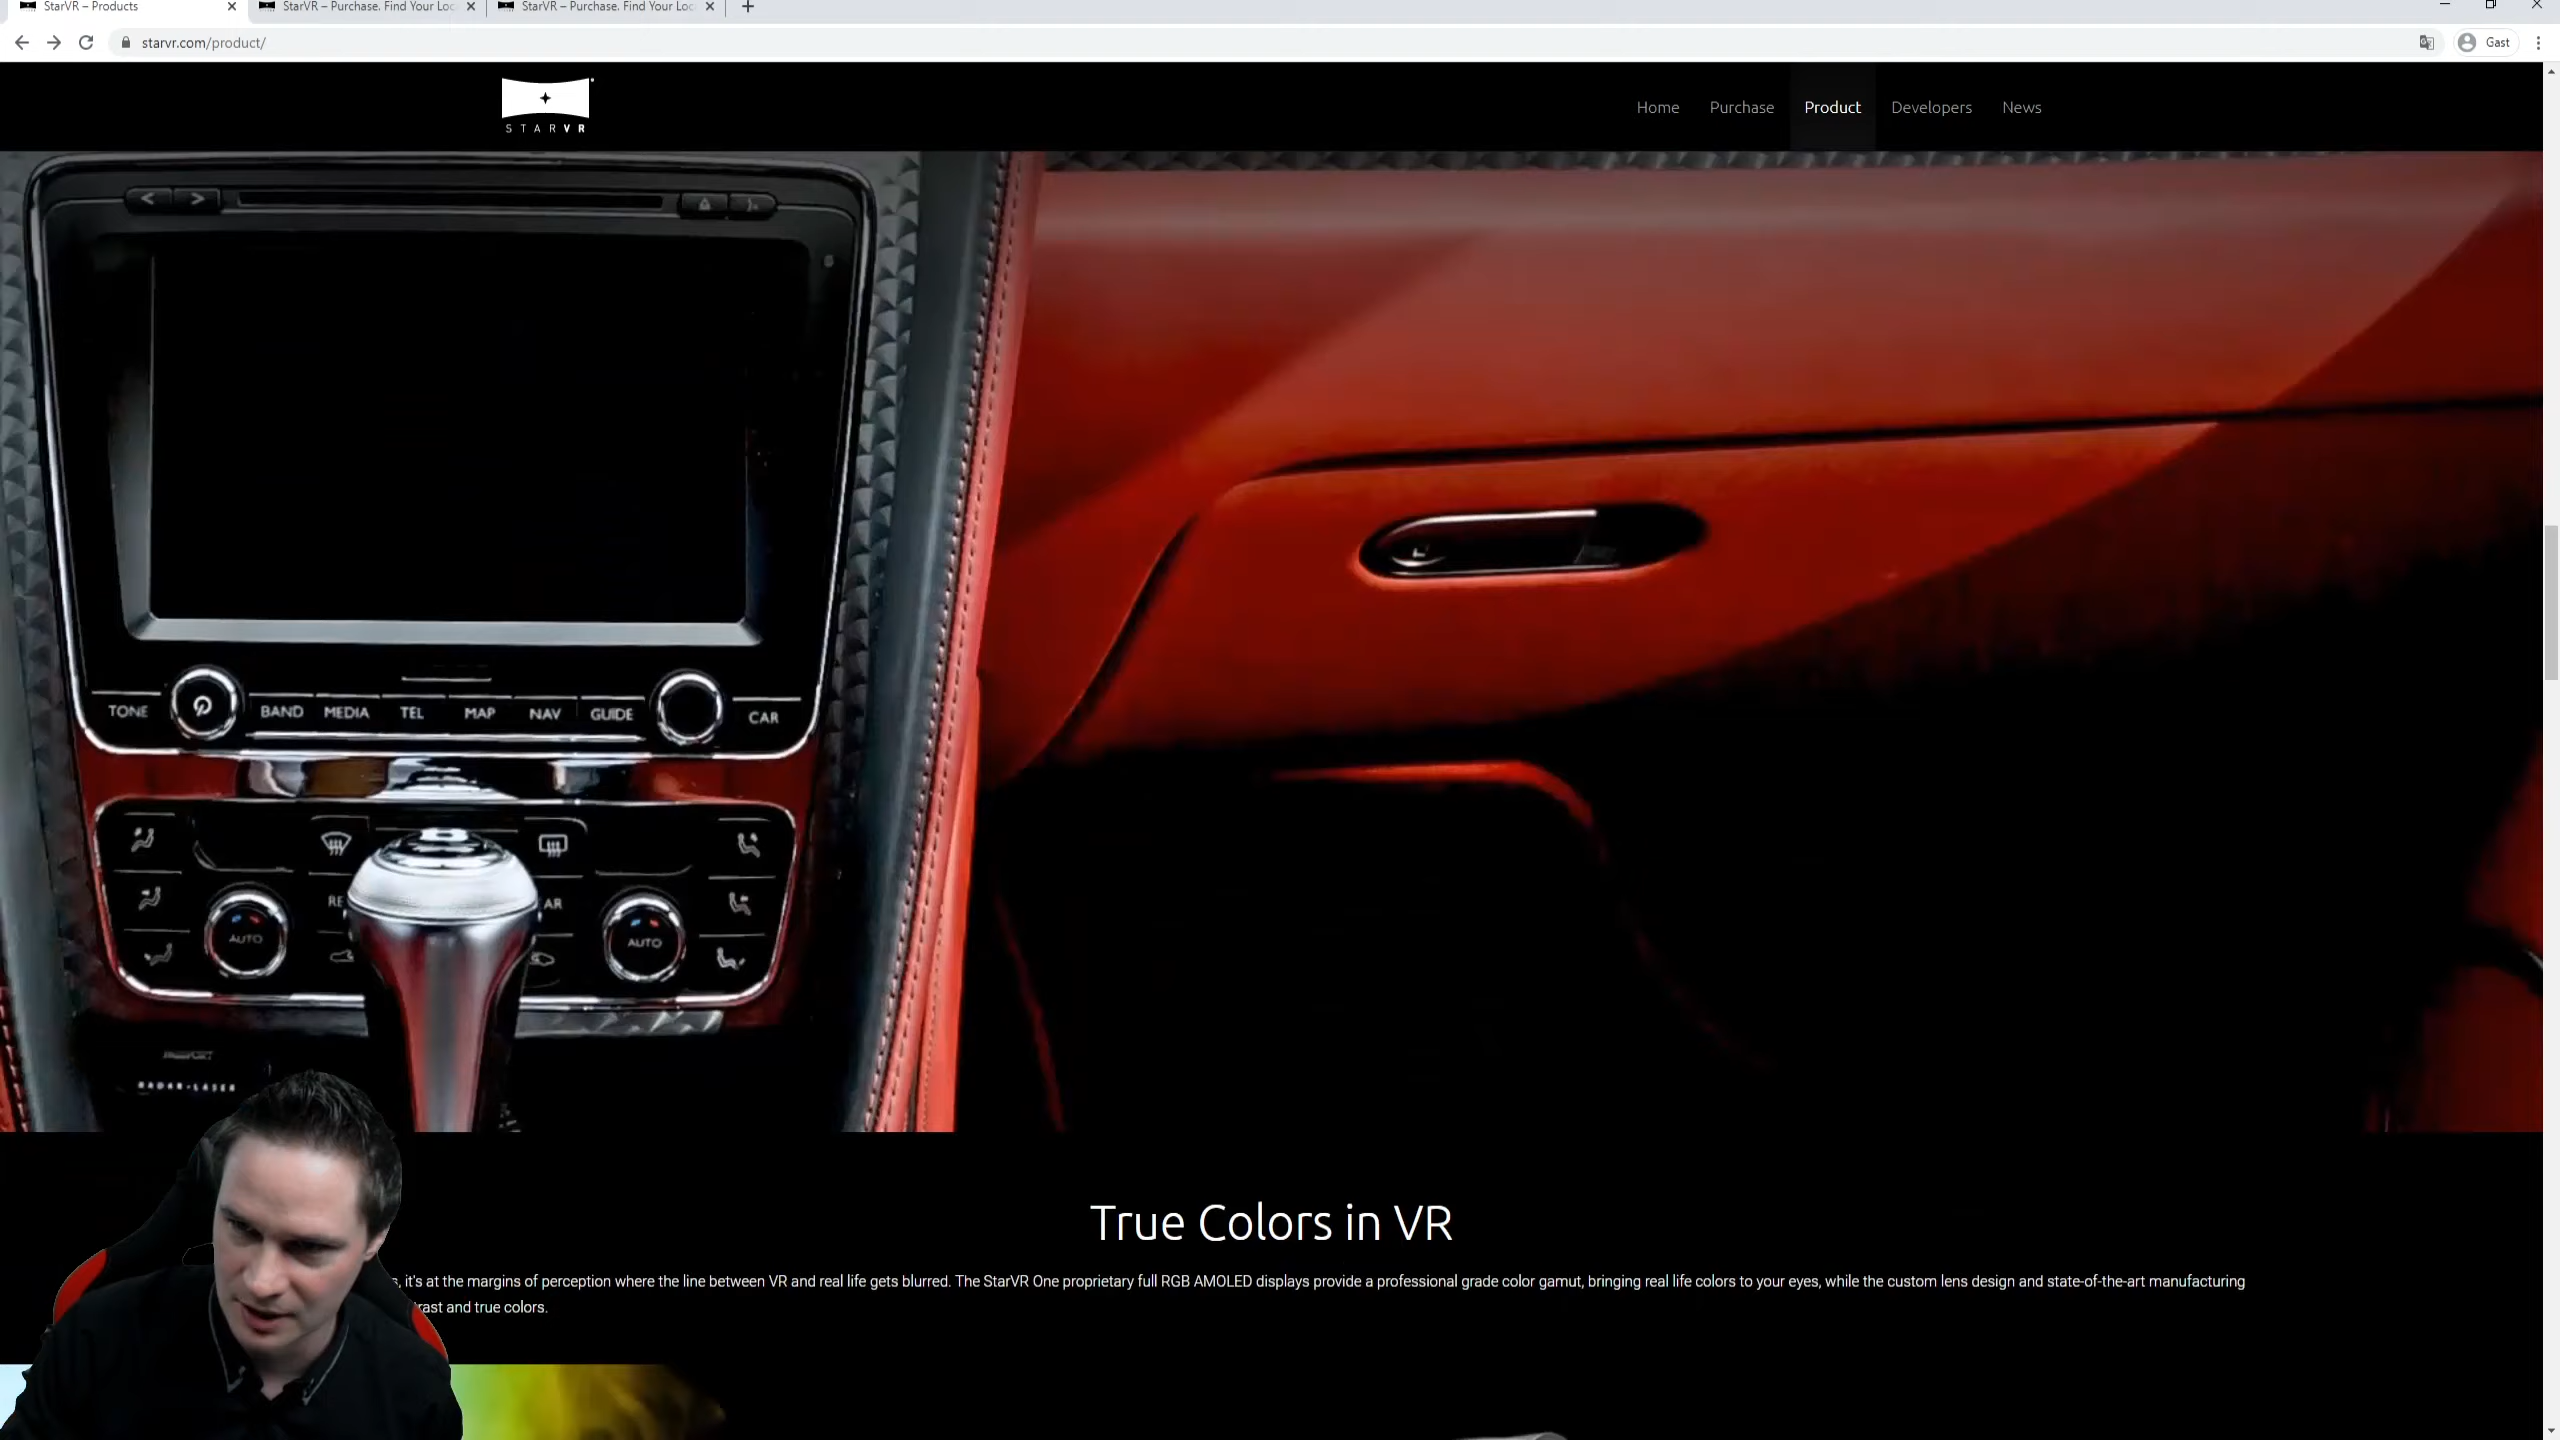 StarVR – Products
StarVR – Purchase. Find Your Loc
StarVR – Purchase. Find Your Loc
starvr.com/product/
Gast
STARVR
Home
Purchase
Product
Developers
News
TONE
BAND
MEDIA
TEL
MAP
NAV
GUIDE
CAR
RE
AR
AUTO
AUTO
RADAR-LASER
True Colors in VR
s, it's at the margins of perception where the line between VR and real life gets blurred. The StarVR One proprietary full RGB AMOLED displays provide a professional grade color gamut, bringing real life colors to your eyes, while the custom lens design and state-of-the-art manufacturing
rast and true colors.